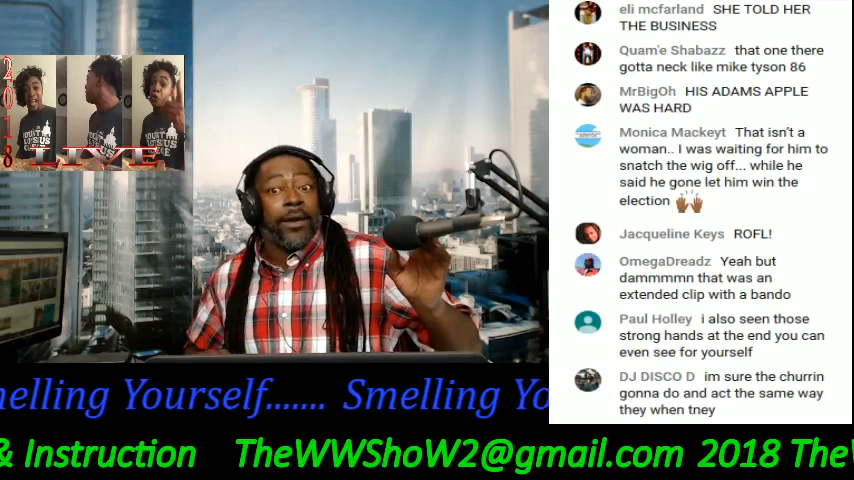 2018
LIVE
eli mcfarland SHE TOLD HER
THE BUSINESS
Quam'e Shabazz that one there
gotta neck like mike tyson 86
MrBigOh HIS ADAMS APPLE
WAS HARD
Monica Mackeyt That isn't a
woman.. I was waiting for him to
snatch the wig off... while he
said he gone let him win the
election
Jacqueline Keys ROFL!
OmegaDreadz Yeah but
dammmmn that was an
extended clip with a bando
Paul Holley i also seen those
strong hands at the end you can
even see for yourself
DJ DISCO D im sure the churrin
gonna do and act the same way
they when tney
melling Yourself....... Smelling Yo
& Instruction TheWWShoW2@gmail.com 2018 TheW